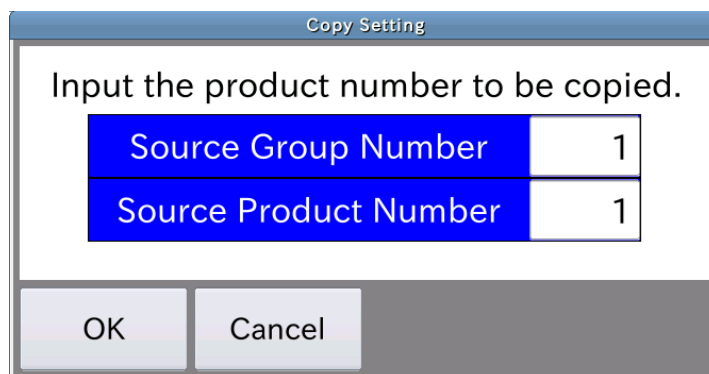 Copy Setting
Input the product number to be copied.
Source Group Number 1
Source Product Number 1
OK Cancel